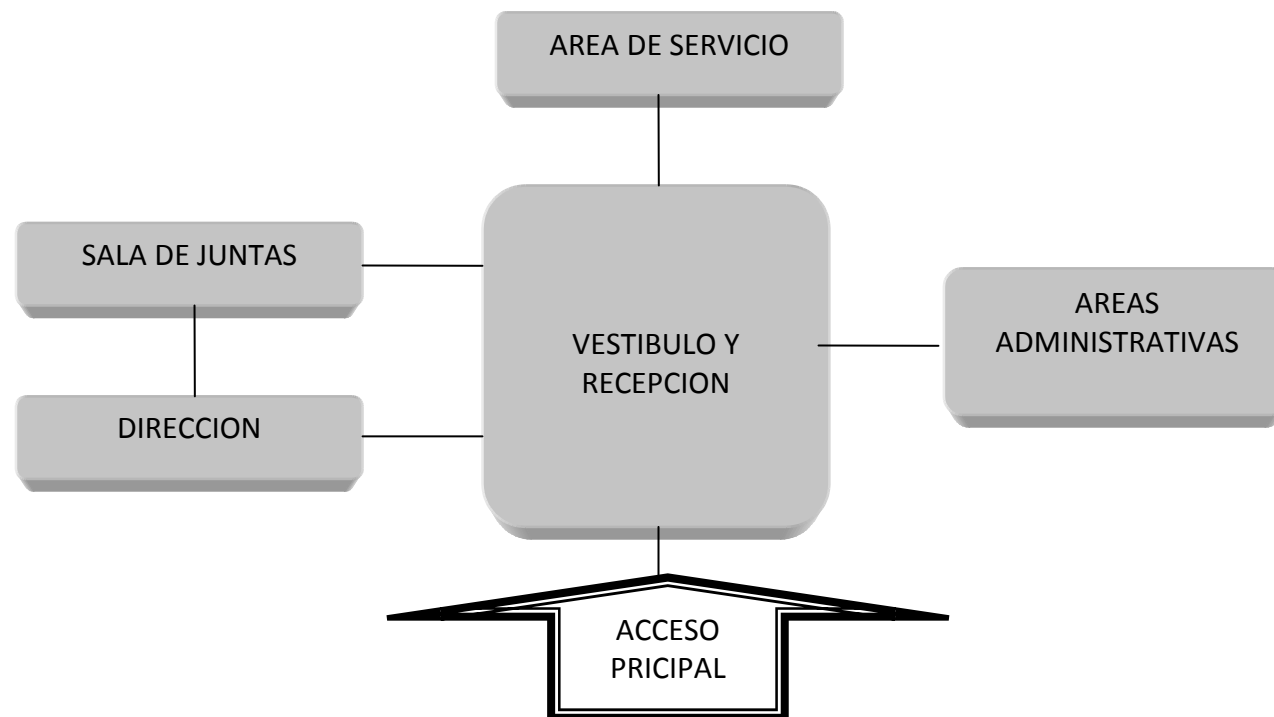 AREA DE SERVICIO
SALA DE JUNTAS
VESTIBULO Y
RECEPCION
AREAS
ADMINISTRATIVAS
DIRECCION
ACCESO
PRICIPAL